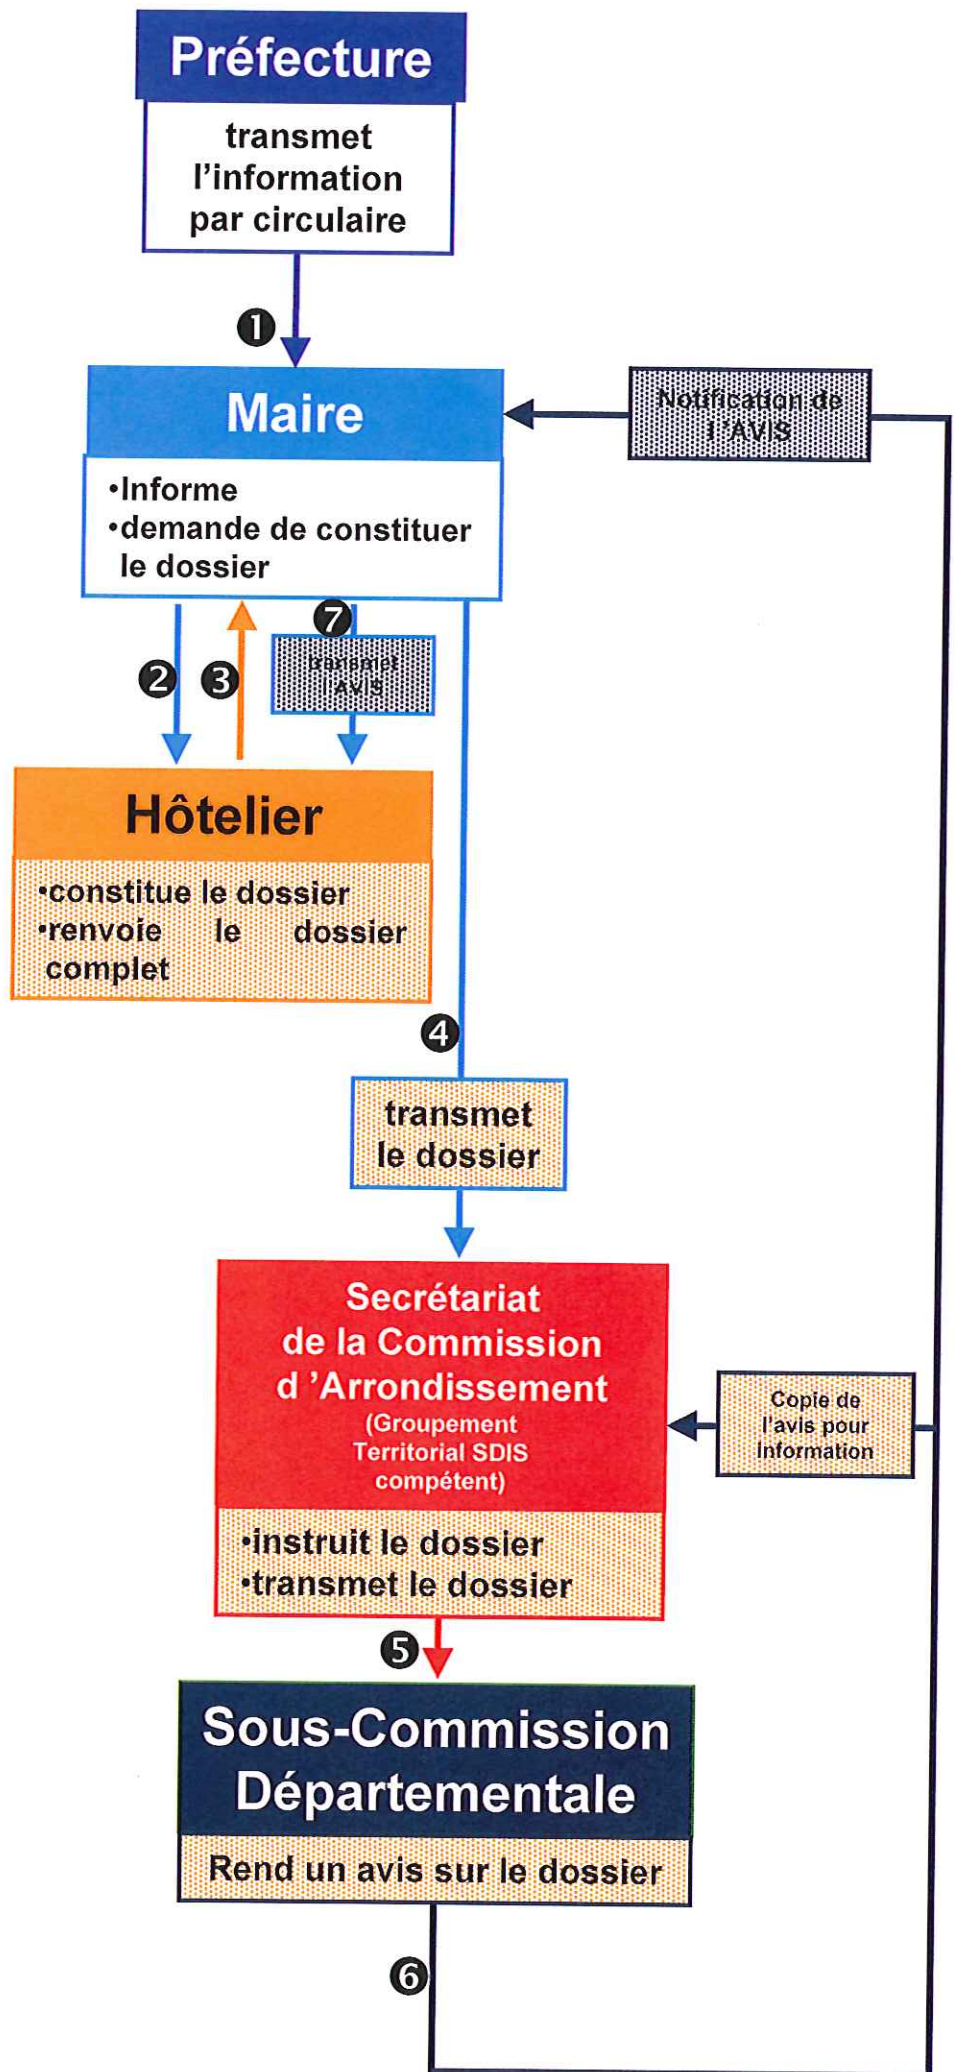 Préfecture
transmet
l'information
par circulaire
❶
Maire
Notification de
l 'AVIS
•Informe
•demande de constituer
le dossier
❼
transmet
l'AVIS
❷
❸
Hôtelier
•constitue le dossier
•renvoie le dossier
complet
❹
transmet
le dossier
Secrétariat
de la Commission
d 'Arrondissement
(Groupement
Territorial SDIS
compétent)
Copie de
l'avis pour
information
•instruit le dossier
•transmet le dossier
❺
Sous-Commission
Départementale
Rend un avis sur le dossier
❻